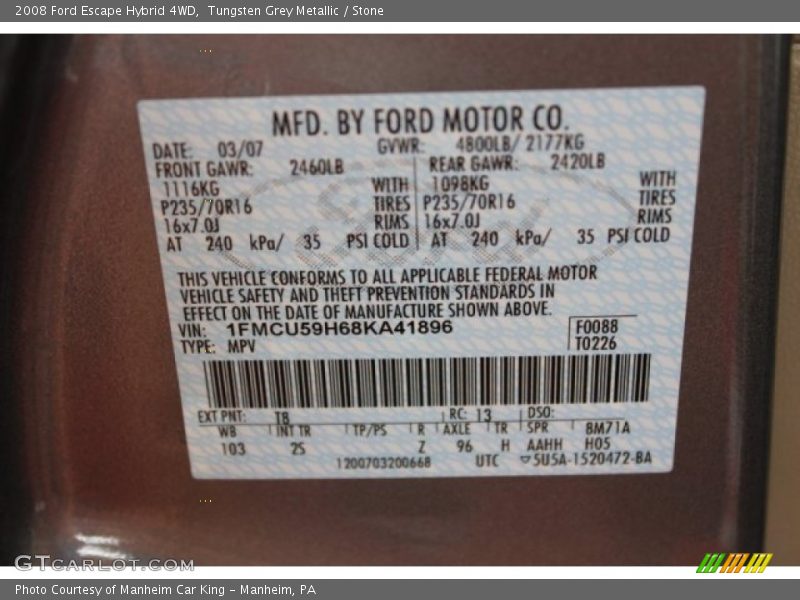 2008 Ford Escape Hybrid 4WD,  Tungsten Grey Metallic / Stone
MFD. BY FORD MOTOR CO.
DATE: 03/07 GVWR: 4800LB/ 2177KG
FRONT GAWR: 2460LB REAR GAWR: 2420LB
1116KG WITH 1098KG WITH
P235/70R16 TIRES P235/70R16 TIRES
16x7.0J RIMS 16x7.0J RIMS
AT 240 kPa/ 35 PSI COLD AT 240 kPa/ 35 PSI COLD
THIS VEHICLE CONFORMS TO ALL APPLICABLE FEDERAL MOTOR
VEHICLE SAFETY AND THEFT PREVENTION STANDARDS IN
EFFECT ON THE DATE OF MANUFACTURE SHOWN ABOVE.
VIN: 1FMCU59H68KA41896 F0088
TYPE: MPV T0226
EXT PNT: T8 RC: 13 DSO:
WB INT TR TP/PS R AXLE TR SPR 8M71A
103 2S Z 96 H AAHH H05
1200703200668 UTC ▽5U5A-1520472-BA
GTCARLOT.COM
Photo Courtesy of Manheim Car King - Manheim, PA